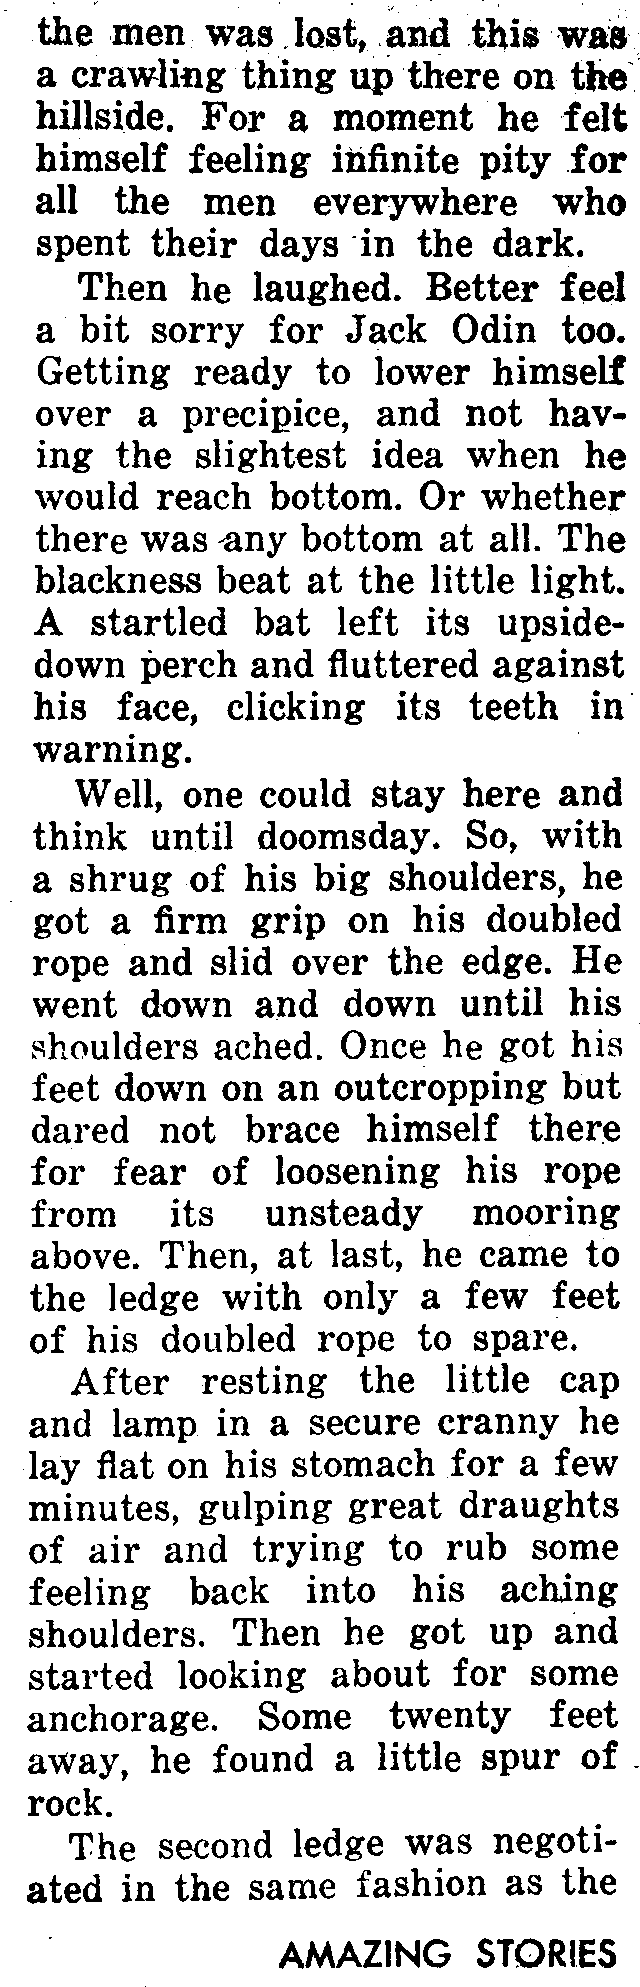 the men was lost, and this was
a crawling thing up there on the
hillside. For a moment he felt
himself feeling infinite pity for
all the men everywhere who
spent their days in the dark.
Then he laughed. Better feel
a bit sorry for Jack Odin too.
Getting ready to lower himself
over a precipice, and not hav-
ing the slightest idea when he
would reach bottom. Or whether
there was any bottom at all. The
blackness beat at the little light.
A startled bat left its upside-
down perch and fluttered against
his face, clicking its teeth in
warning.
Well, one could stay here and
think until doomsday. So, with
a shrug of his big shoulders, he
got a firm grip on his doubled
rope and slid over the edge. He
went down and down until his
shoulders ached. Once he got his
feet down on an outcropping but
dared not brace himself there
for fear of loosening his rope
from its unsteady mooring
above. Then, at last, he came to
the ledge with only a few feet
of his doubled rope to spare.
After resting the little cap
and lamp in a secure cranny he
lay flat on his stomach for a few
minutes, gulping great draughts
of air and trying to rub some
feeling back into his aching
shoulders. Then he got up and
started looking about for some
anchorage. Some twenty feet
away, he found a little spur of
rock.
The second ledge was negoti-
ated in the same fashion as the
AMAZING STORIES